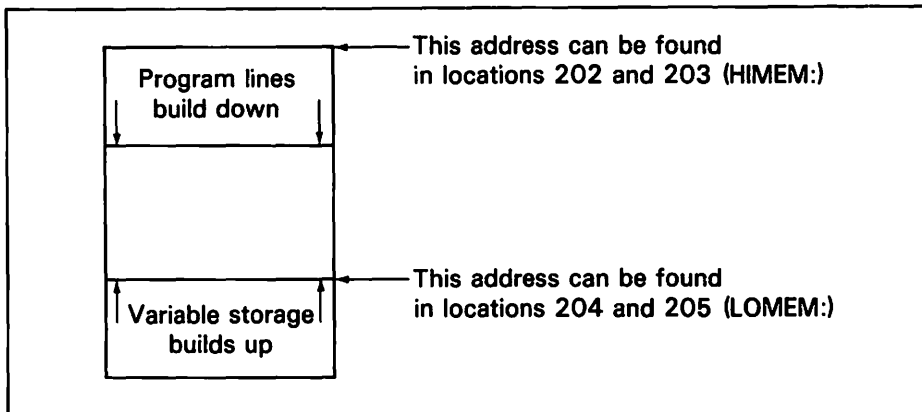 This address can be found
in locations 202 and 203 (HIMEM:)
Program lines
build down
This address can be found
in locations 204 and 205 (LOMEM:)
Variable storage
builds up